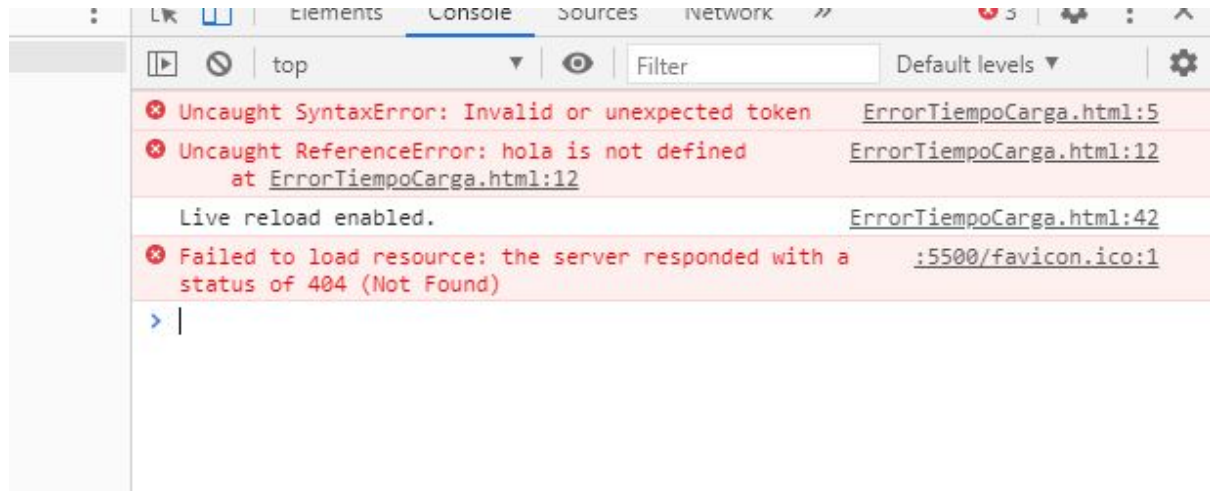 Elements Console Sources Network » 3
top ▼ Filter Default levels ▼
Uncaught SyntaxError: Invalid or unexpected token ErrorTiempoCarga.html:5
Uncaught ReferenceError: hola is not defined ErrorTiempoCarga.html:12
at ErrorTiempoCarga.html:12
Live reload enabled. ErrorTiempoCarga.html:42
Failed to load resource: the server responded with a :5500/favicon.ico:1
status of 404 (Not Found)
>